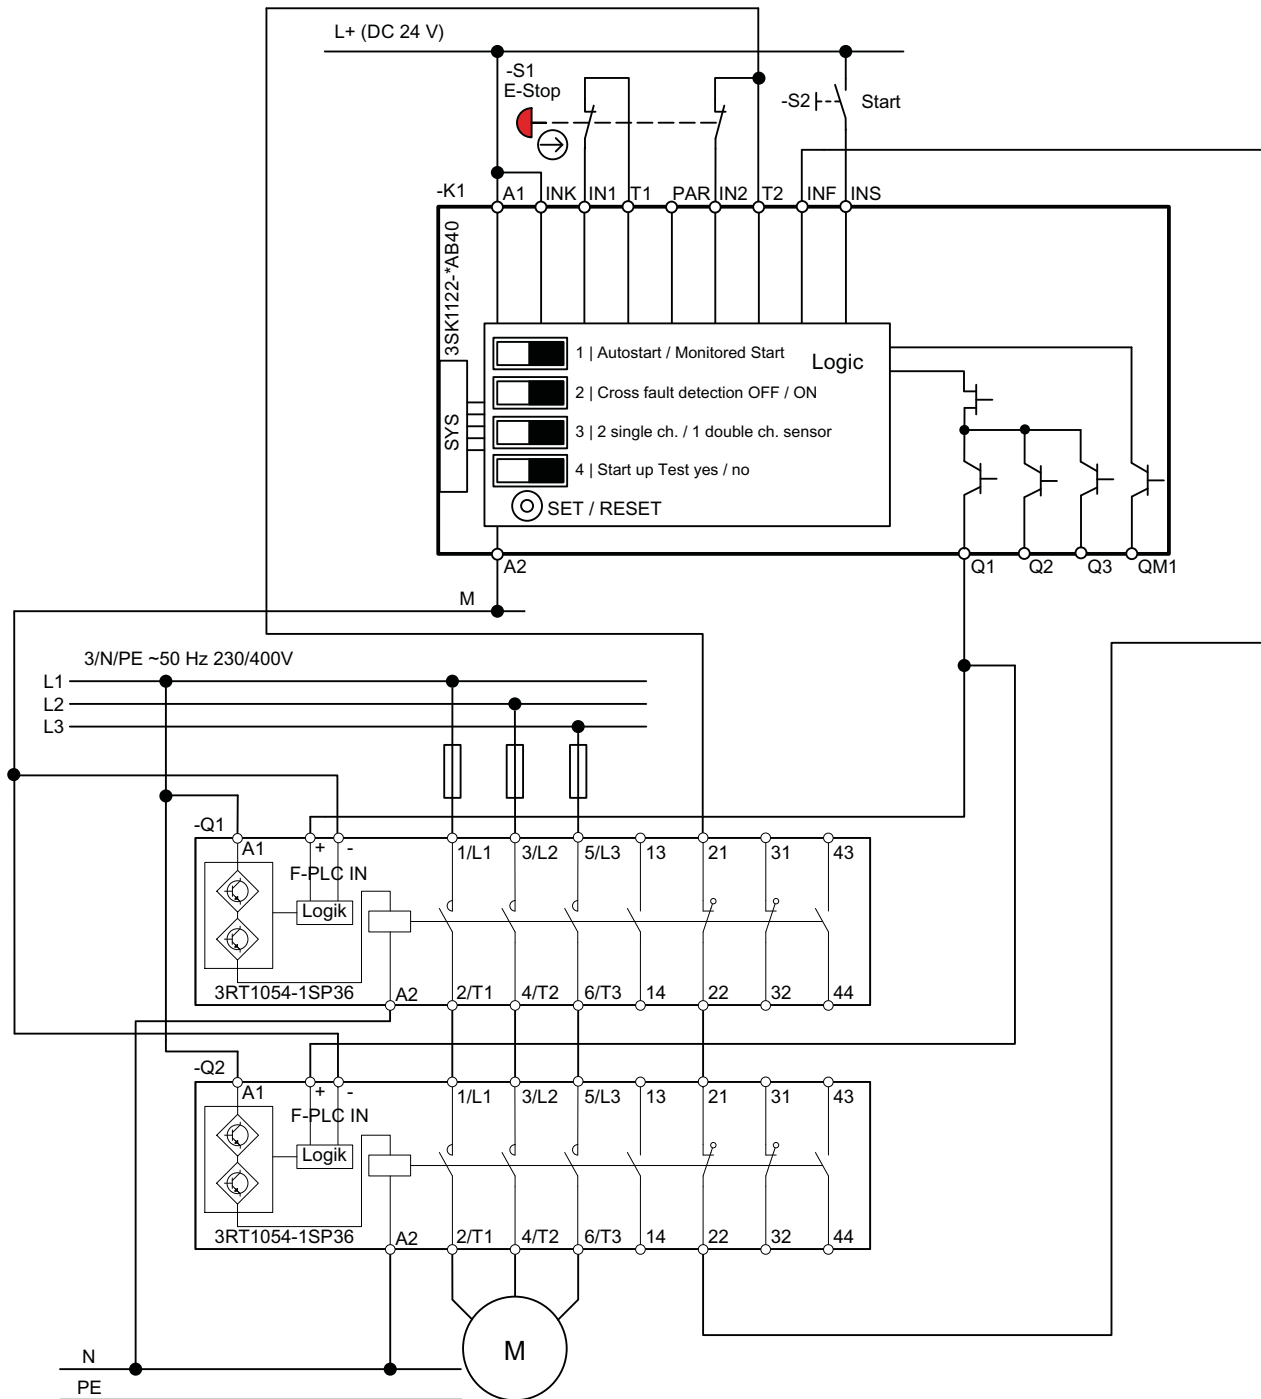 L+ (DC 24 V)
-S1
E-Stop
-S2
Start
-K1
A1
INK
IN1
T1
PAR
IN2
T2
INF
INS
3SK1122-*AB40
SYS
1 | Autostart / Monitored Start
Logic
2 | Cross fault detection OFF / ON
3 | 2 single ch. / 1 double ch. sensor
4 | Start up Test yes / no
SET / RESET
A2
Q1
Q2
Q3
QM1
M
3/N/PE ~50 Hz 230/400V
L1
L2
L3
-Q1
A1
+
-
1/L1
3/L2
5/L3
13
21
31
43
F-PLC IN
Logik
3RT1054-1SP36
A2
2/T1
4/T2
6/T3
14
22
32
44
-Q2
A1
+
-
1/L1
3/L2
5/L3
13
21
31
43
F-PLC IN
Logik
3RT1054-1SP36
A2
2/T1
4/T2
6/T3
14
22
32
44
M
N
PE